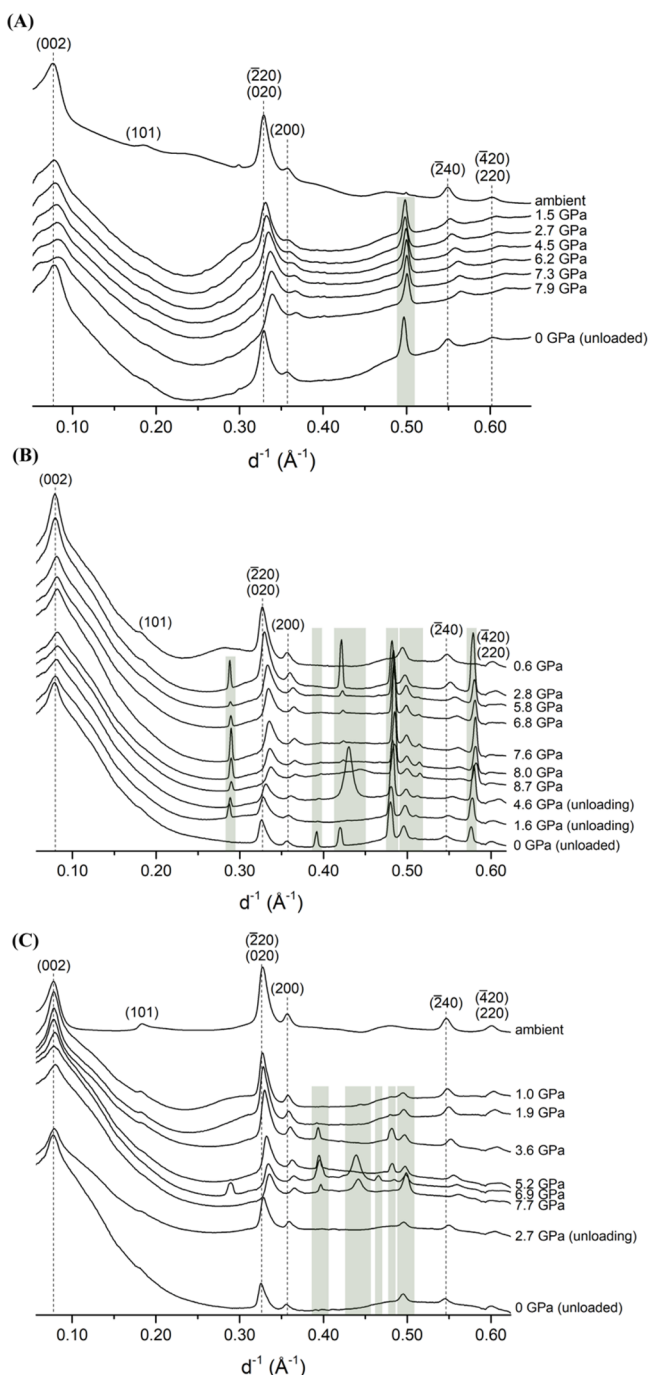 (A)
(002)
(101)
(2̅20)
(020)
(200)
(2̅40)
(4̅20)
(220)
ambient
1.5 GPa
2.7 GPa
4.5 GPa
6.2 GPa
7.3 GPa
7.9 GPa
0 GPa (unloaded)
0.10 0.20 0.30 0.40 0.50 0.60
d⁻¹ (Å⁻¹)
(B)
(002)
(101)
(2̅20)
(020)
(200)
(2̅40)
(4̅20)
(220)
0.6 GPa
2.8 GPa
5.8 GPa
6.8 GPa
7.6 GPa
8.0 GPa
8.7 GPa
4.6 GPa (unloading)
1.6 GPa (unloading)
0 GPa (unloaded)
0.10 0.20 0.30 0.40 0.50 0.60
d⁻¹ (Å⁻¹)
(C)
(002)
(101)
(2̅20)
(020)
(200)
(2̅40)
(4̅20)
(220)
ambient
1.0 GPa
1.9 GPa
3.6 GPa
5.2 GPa
6.9 GPa
7.7 GPa
2.7 GPa (unloading)
0 GPa (unloaded)
0.10 0.20 0.30 0.40 0.50 0.60
d⁻¹ (Å⁻¹)